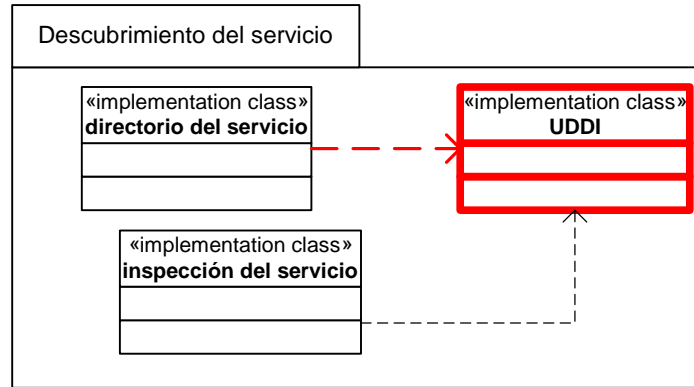 Descubrimiento del servicio
«implementation class»
directorio del servicio
«implementation class»
UDDI
«implementation class»
inspección del servicio